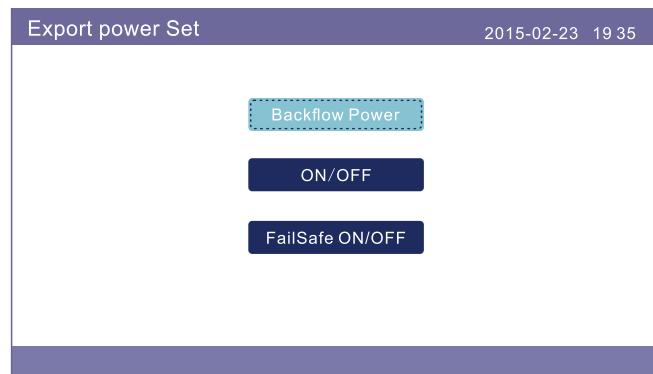 Export power Set
2015-02-23 19 35
Backflow Power
ON/OFF
FailSafe ON/OFF